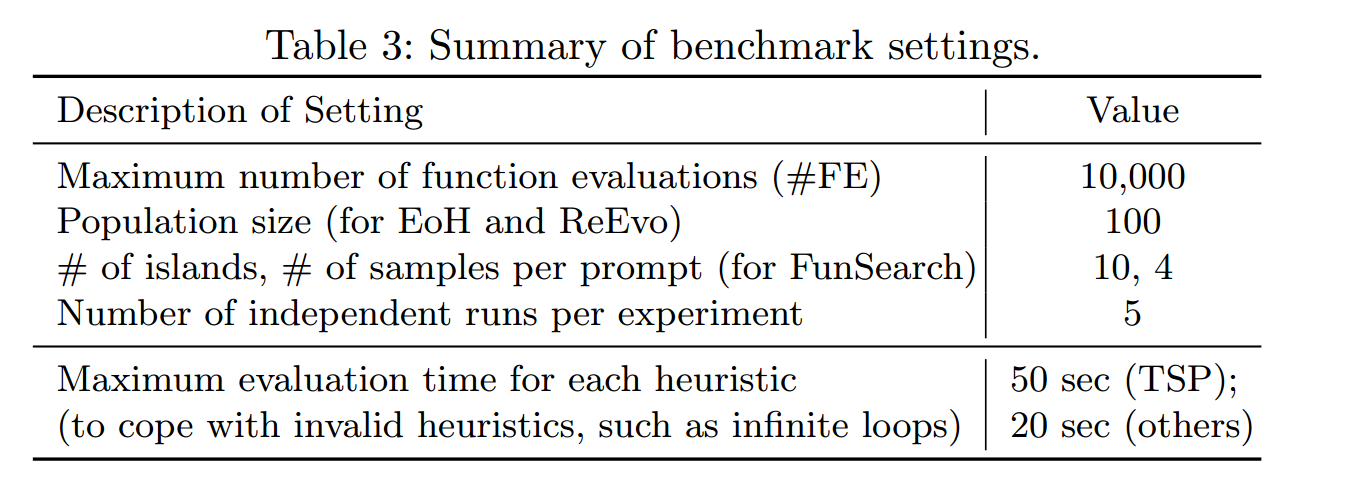 Table 3: Summary of benchmark settings.
Description of Setting Value
Maximum number of function evaluations (#FE) 10,000
Population size (for EoH and ReEvo) 100
# of islands, # of samples per prompt (for FunSearch) 10, 4
Number of independent runs per experiment 5
Maximum evaluation time for each heuristic 50 sec (TSP);
(to cope with invalid heuristics, such as infinite loops) 20 sec (others)